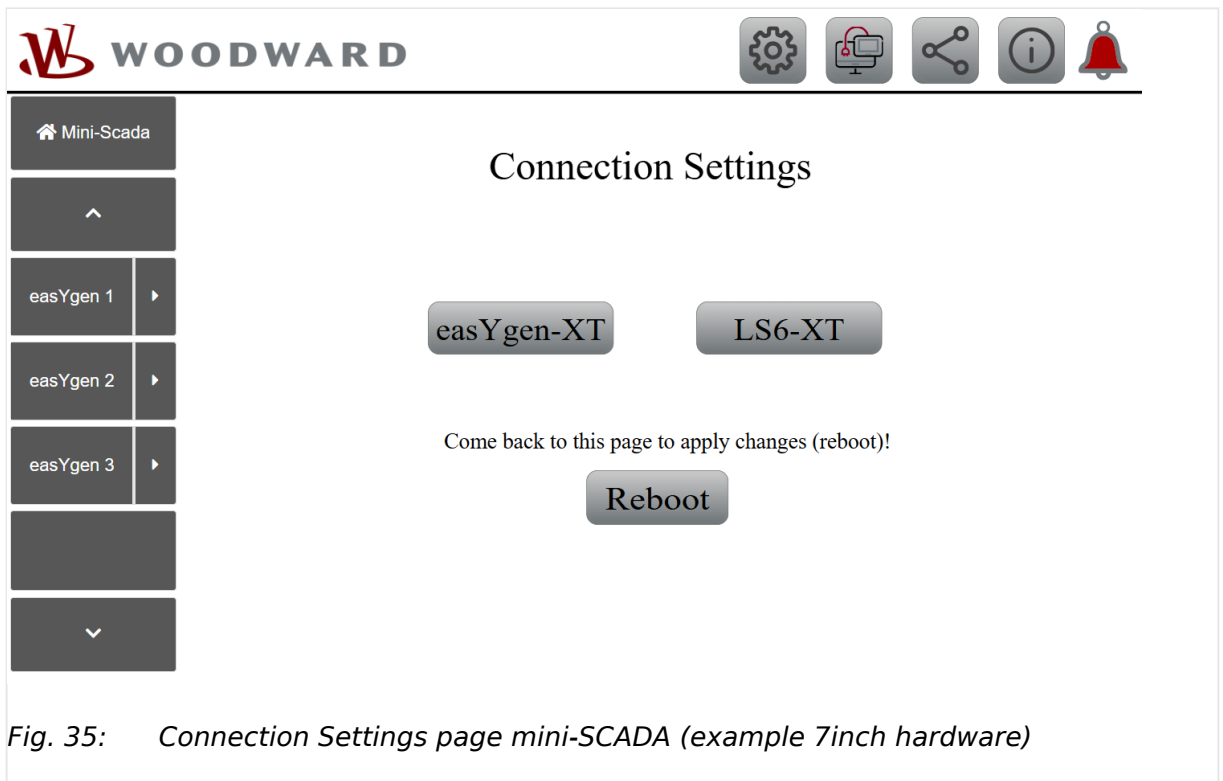 WOODWARD
Mini-Scada
Connection Settings
easYgen 1
easYgen-XT LS6-XT
easYgen 2
Come back to this page to apply changes (reboot)!
easYgen 3
Reboot
Fig. 35: Connection Settings page mini-SCADA (example 7inch hardware)